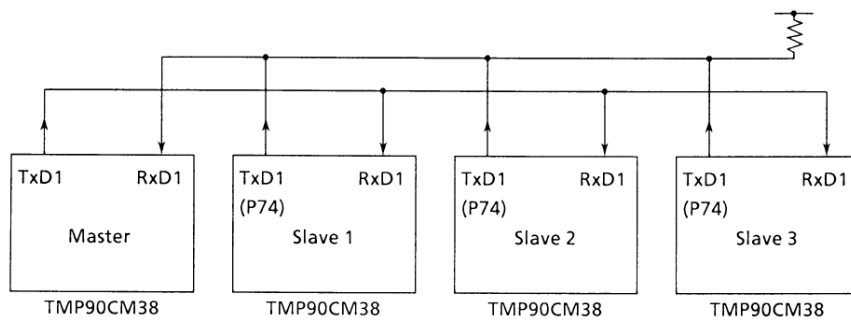 TxD1 RxD1 TxD1 RxD1 TxD1 RxD1 TxD1 RxD1
(P74) (P74) (P74)
Master Slave 1 Slave 2 Slave 3
TMP90CM38 TMP90CM38 TMP90CM38 TMP90CM38